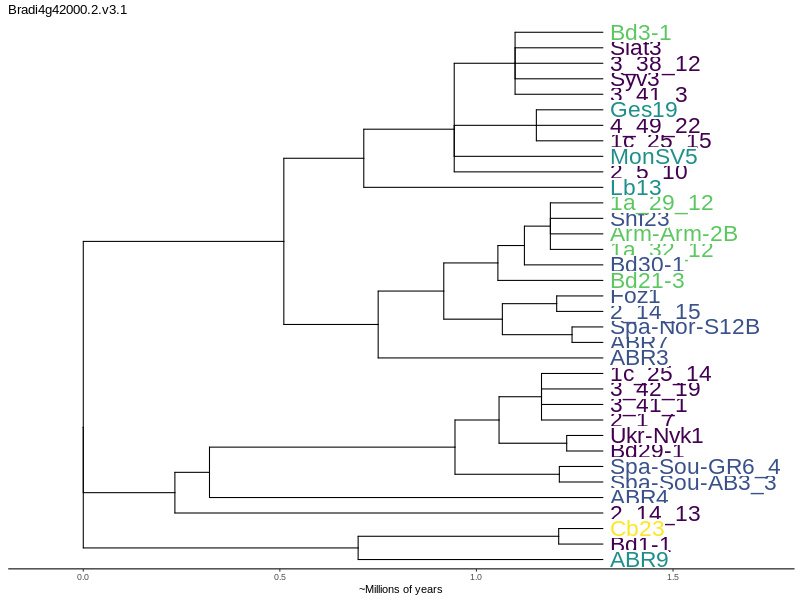 Bradi4g42000.2.v3.1
Bd3-1
Siat3
3_38_12
Syv3
3_41_3
Ges19
4_49_22
1c_25_15
MonSV5
2_5_10
Lb13
1a_29_12
Shf23
Arm-Arm-2B
1a_32_12
Bd30-1
Bd21-3
Foz1
2_14_15
Spa-Nor-S12B
ABR7
ABR3
1c_25_14
3_42_19
3_41_1
2_1_7
Ukr-Nvk1
Bd29-1
Spa-Sou-GR6_4
Spa-Sou-AB3_3
ABR4
2_14_13
Cb23
Bd1-1
ABR9
0.0 0.5 1.0 1.5
~Millions of years